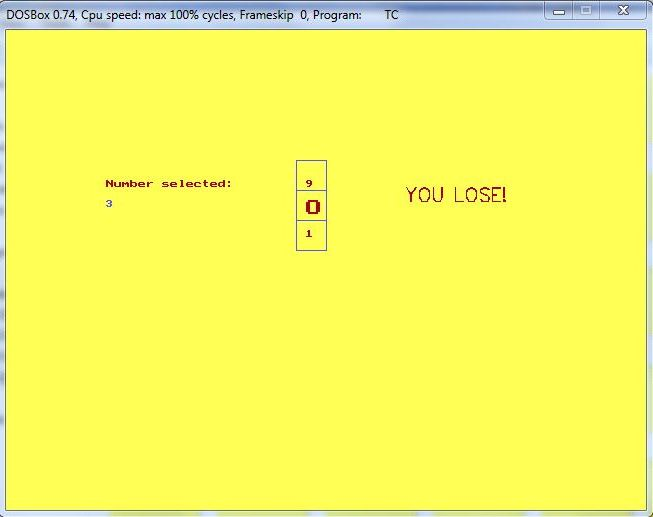 DOSBox 0.74, Cpu speed: max 100% cycles, Frameskip 0, Program: TC
Number selected:
3
9
0
1
YOU LOSE!